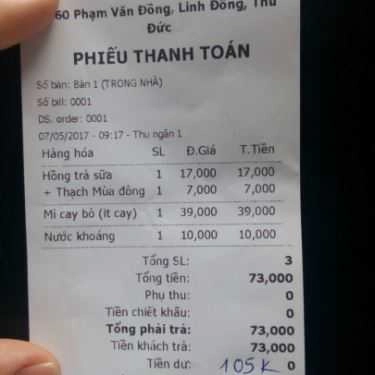 60 Phạm Văn Đồng, Linh Đông, Thủ
Đức
PHIẾU THANH TOÁN
Số bàn: Bàn 1 (TRONG NHÀ)
Số bill: 0001
DS. order: 0001
07/05/2017 - 09:17 - Thu ngân 1
Hàng hóa SL Đ.Giá T.Tiền
Hồng trà sữa 1 17,000 17,000
+ Thạch Mùa đông 1 7,000 7,000
Mì cay bò (ít cay) 1 39,000 39,000
Nước khoáng 1 10,000 10,000
Tổng SL: 3
Tổng tiền: 73,000
Phụ thu: 0
Tiền chiết khấu: 0
Tổng phải trả: 73,000
Tiền khách trả: 73,000
Tiền dư: 105K 0